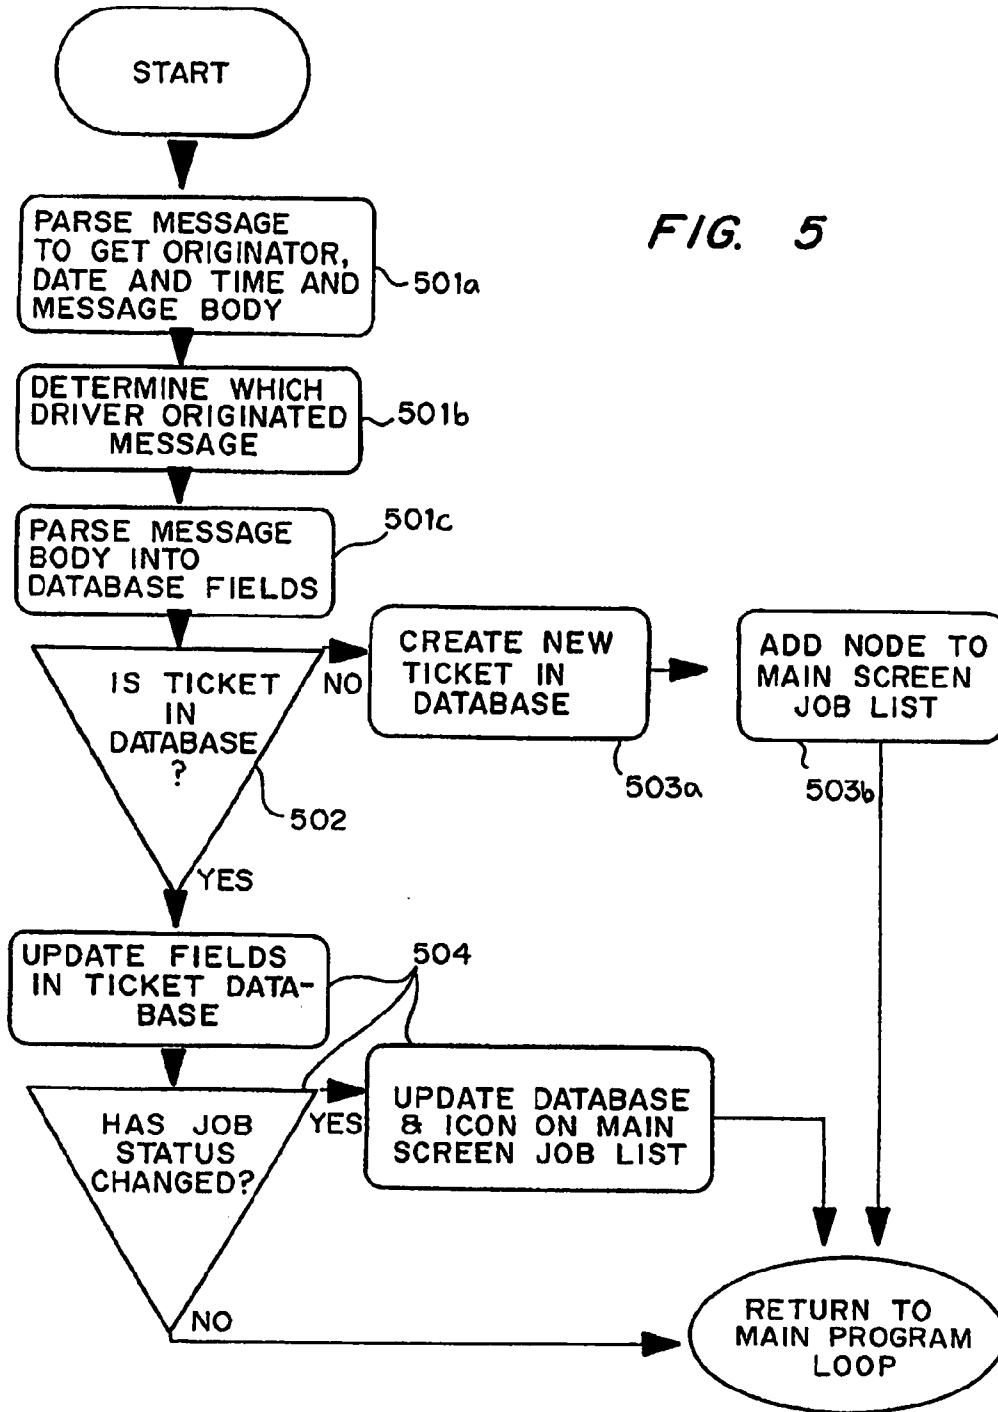 START
FIG. 5
PARSE MESSAGE
TO GET ORIGINATOR,
DATE AND TIME AND
MESSAGE BODY
501a
DETERMINE WHICH
DRIVER ORIGINATED
MESSAGE
501b
PARSE MESSAGE
BODY INTO
DATABASE FIELDS
501c
IS TICKET
IN
DATABASE
?
502
NO
CREATE NEW
TICKET IN
DATABASE
503a
ADD NODE TO
MAIN SCREEN
JOB LIST
503b
YES
UPDATE FIELDS
IN TICKET DATA-
BASE
504
HAS JOB
STATUS
CHANGED?
YES
UPDATE DATABASE
& ICON ON MAIN
SCREEN JOB LIST
NO
RETURN TO
MAIN PROGRAM
LOOP